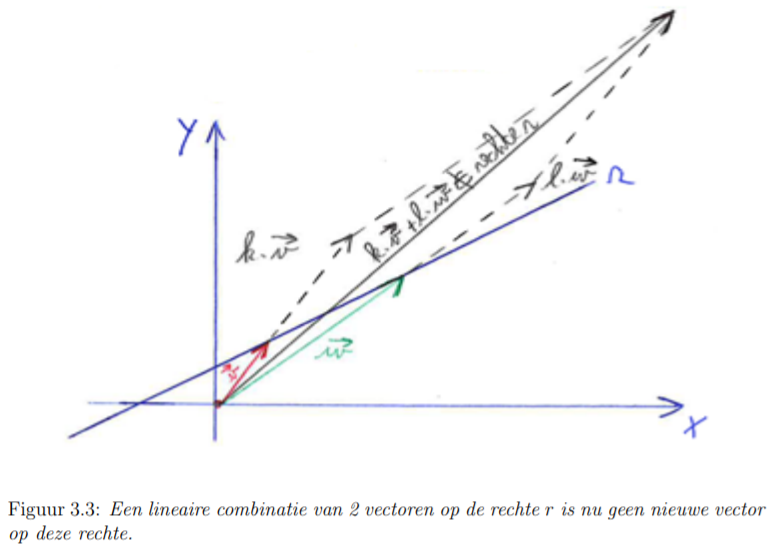 Y
k.v⃗
k.v⃗+l.w⃗ ∉ rechte r
l.w⃗
r
v⃗
w⃗
X
Figuur 3.3: Een lineaire combinatie van 2 vectoren op de rechte r is nu geen nieuwe vector
op deze rechte.